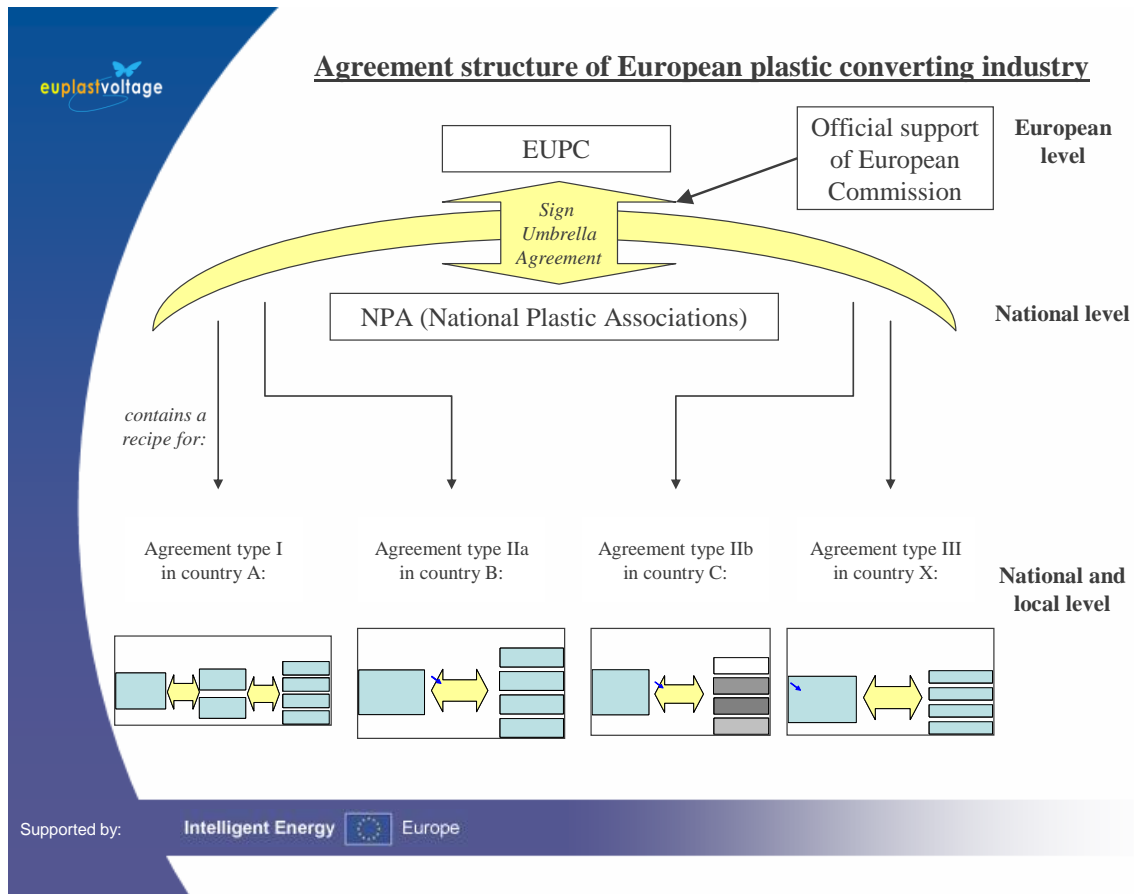 euplastvoltage
Agreement structure of European plastic converting industry
EUPC
Official support
of European
Commission
European
level
Sign
Umbrella
Agreement
NPA (National Plastic Associations)
National level
contains a
recipe for:
Agreement type I
in country A:
Agreement type IIa
in country B:
Agreement type IIb
in country C:
Agreement type III
in country X:
National and
local level
Supported by:
Intelligent Energy
Europe